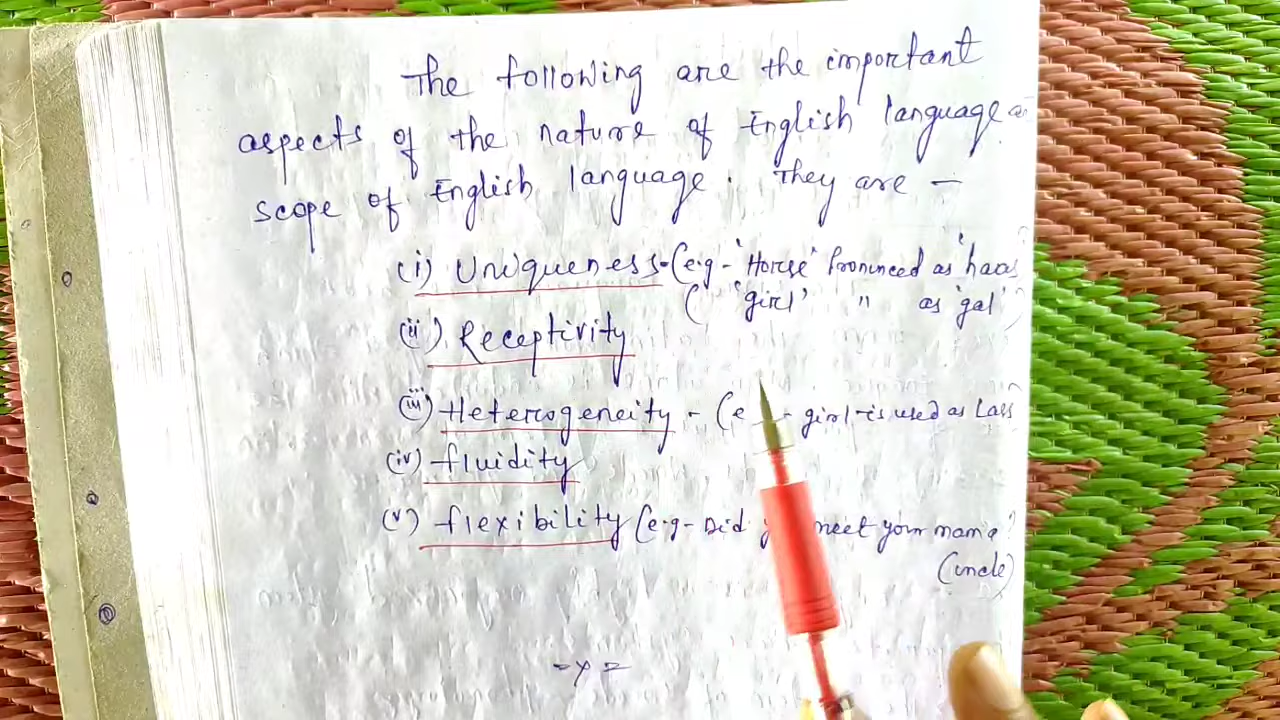 The following are the important
aspects of the nature of English language
scope of English language. They are -
(i) Uniqueness - (e.g - 'Horse' Pronunced as 'haas'
( 'girl' " as 'gal')
(ii) Receptivity
(iii) Heterogeneity - (e girl is used as Lass
(iv) fluidity
(v) flexibility (e.g - Did meet your mama?
(uncle)